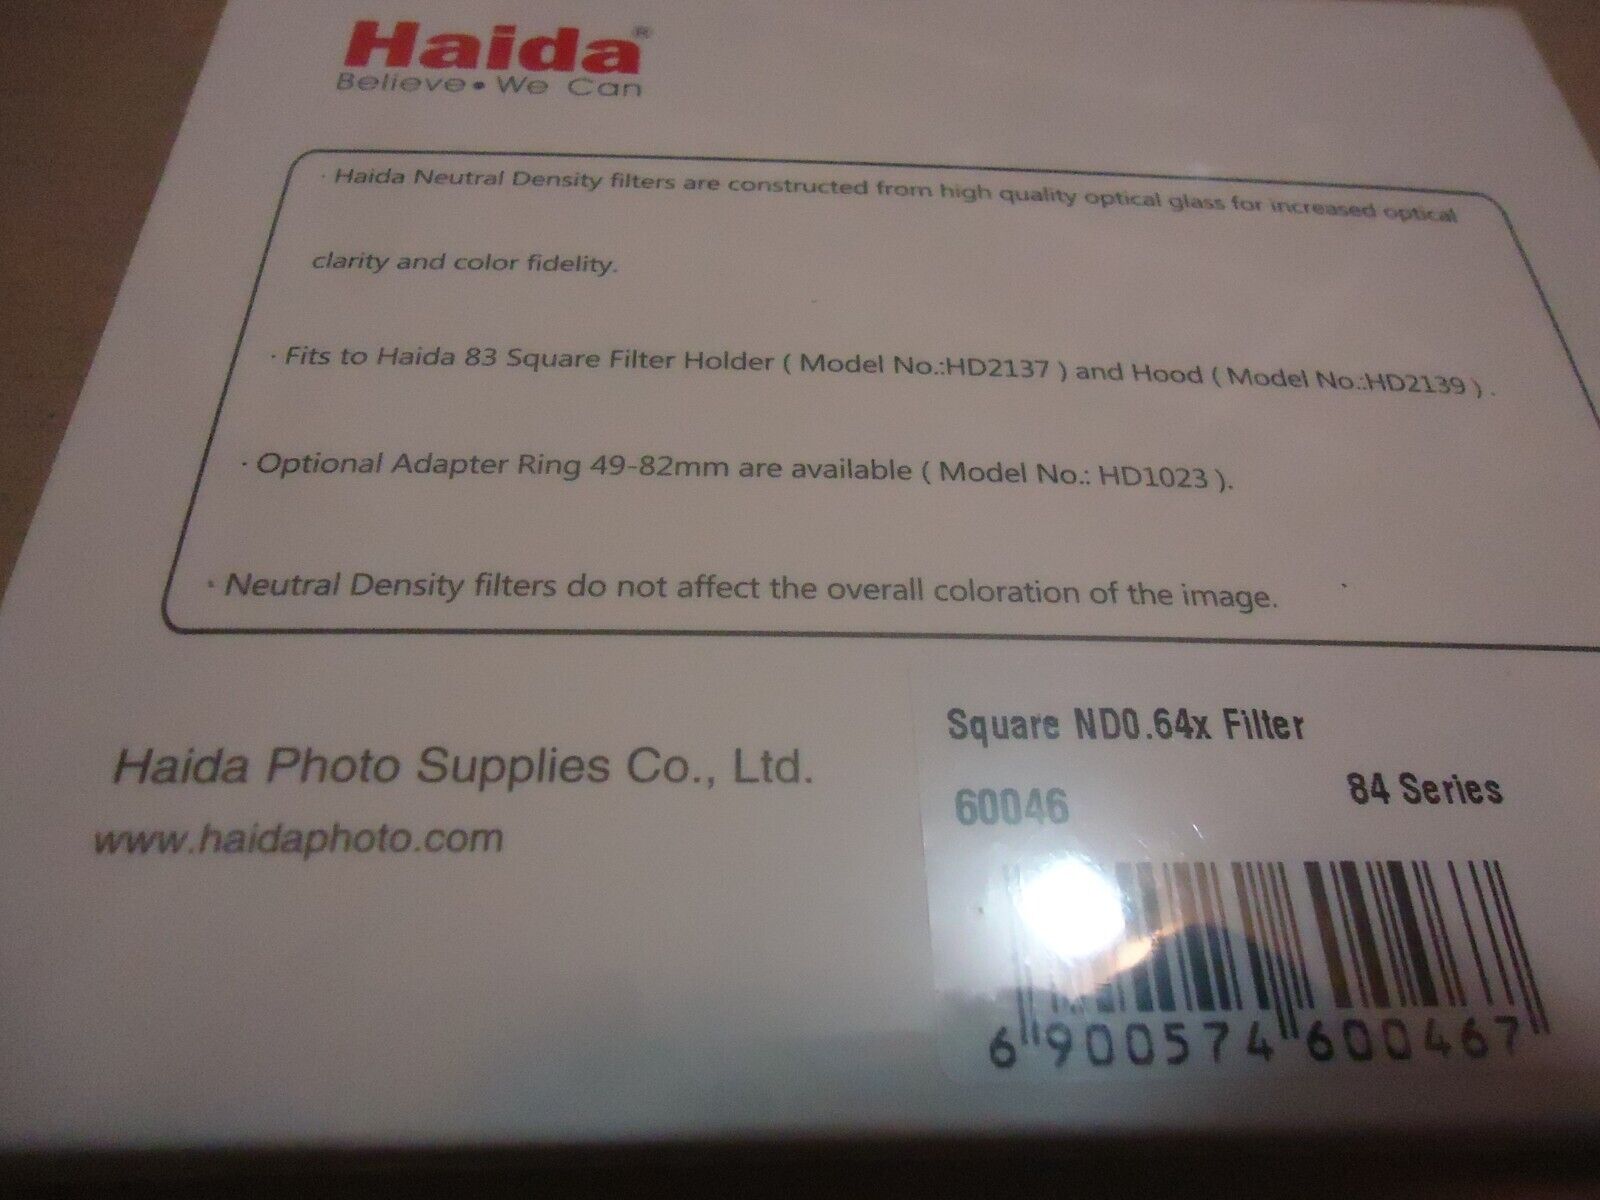 Haida®
Believe • We Can
· Haida Neutral Density filters are constructed from high quality optical glass for increased optical
clarity and color fidelity.
· Fits to Haida 83 Square Filter Holder ( Model No.:HD2137 ) and Hood ( Model No.:HD2139 ) .
· Optional Adapter Ring 49-82mm are available ( Model No.: HD1023 ).
· Neutral Density filters do not affect the overall coloration of the image.
Haida Photo Supplies Co., Ltd.
www.haidaphoto.com
Square ND0.64x Filter
60046
84 Series
6 900574 600467